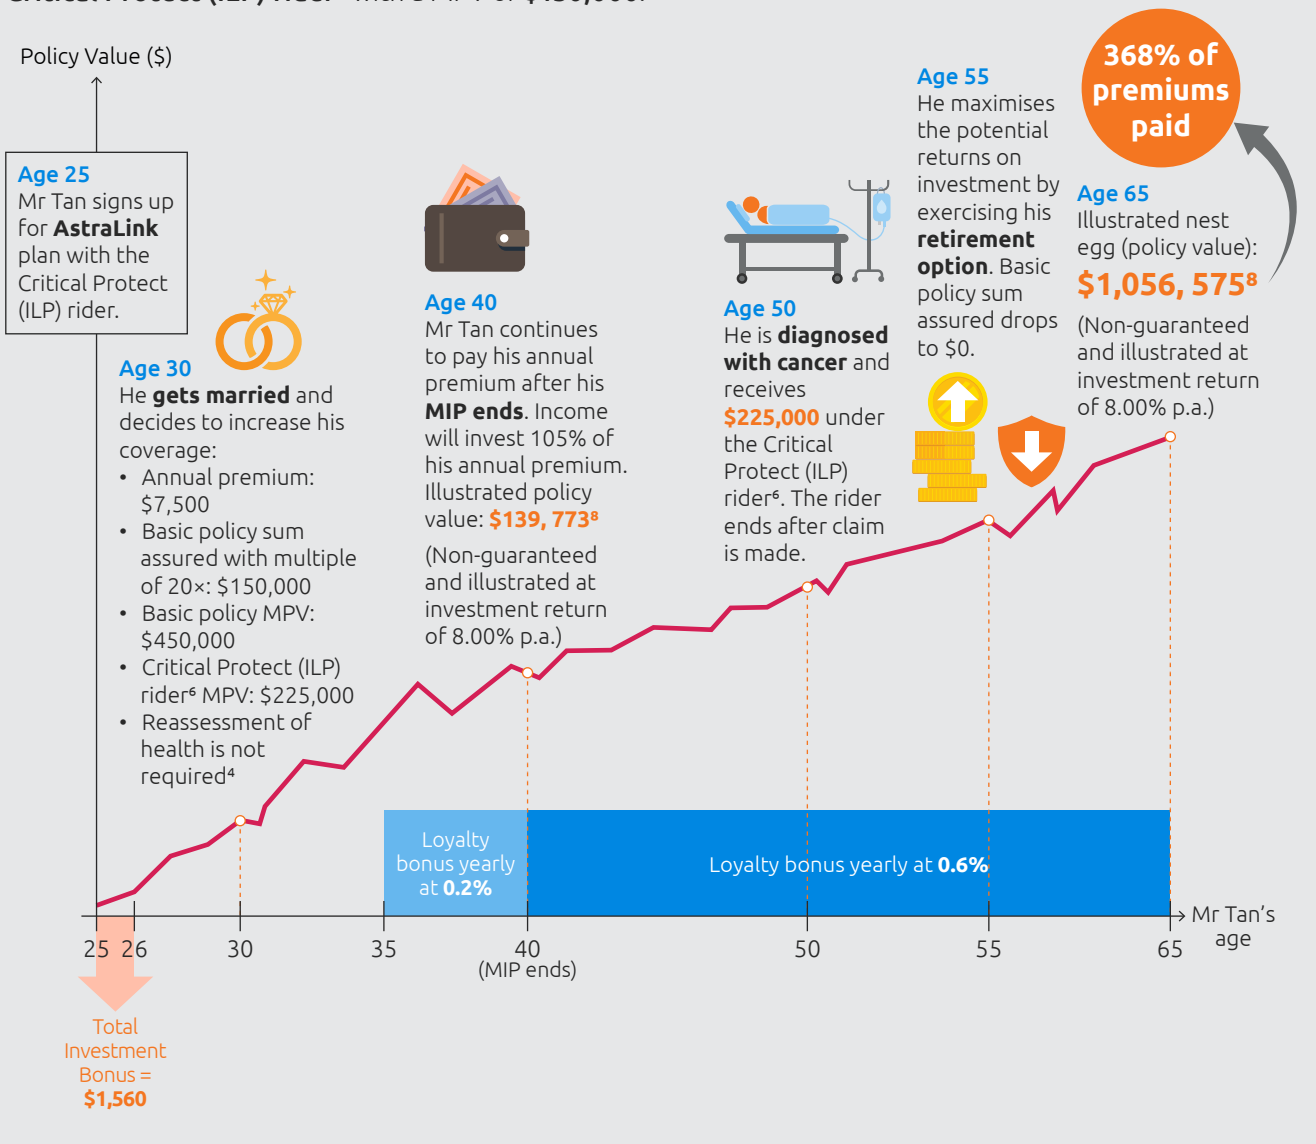 Policy Value ($)
Age 25
Mr Tan signs up
for AstraLink
plan with the
Critical Protect
(ILP) rider.
Age 30
He gets married and
decides to increase his
coverage:
• Annual premium:
$7,500
• Basic policy sum
assured with multiple
of 20×: $150,000
• Basic policy MPV:
$450,000
• Critical Protect (ILP)
rider⁶ MPV: $225,000
• Reassessment of
health is not
required⁴
Age 40
Mr Tan continues
to pay his annual
premium after his
MIP ends. Income
will invest 105% of
his annual premium.
Illustrated policy
value: $139, 773⁸
(Non-guaranteed
and illustrated at
investment return
of 8.00% p.a.)
Age 50
He is diagnosed
with cancer and
receives
$225,000 under
the Critical
Protect (ILP)
rider⁶. The rider
ends after claim
is made.
Age 55
He maximises
the potential
returns on
investment by
exercising his
retirement
option. Basic
policy sum
assured drops
to $0.
368% of
premiums
paid
Age 65
Illustrated nest
egg (policy value):
$1,056, 575⁸
(Non-guaranteed
and illustrated at
investment return
of 8.00% p.a.)
Loyalty
bonus yearly
at 0.2%
Loyalty bonus yearly at 0.6%
25 26 30 35 40 50 55 65
(MIP ends)
Mr Tan's
age
Total
Investment
Bonus =
$1,560